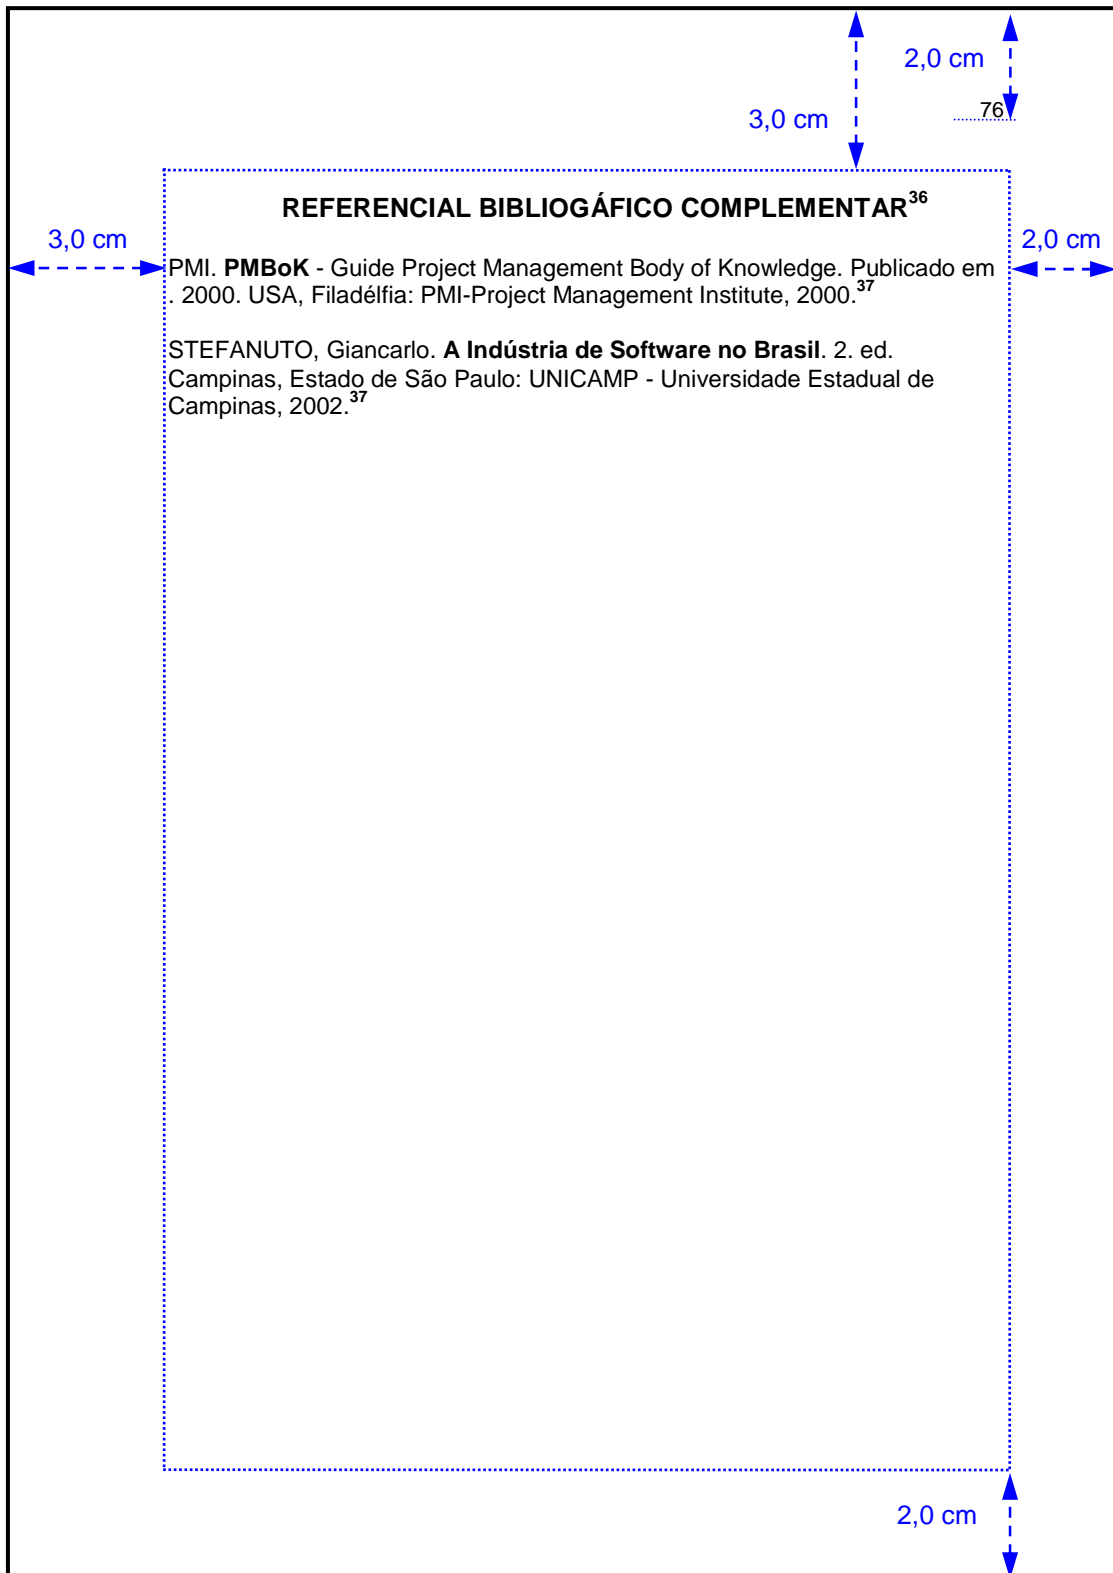 2,0 cm
76
3,0 cm
REFERENCIAL BIBLIOGÁFICO COMPLEMENTAR36
3,0 cm
2,0 cm
PMI. PMBoK - Guide Project Management Body of Knowledge. Publicado em
. 2000. USA, Filadélfia: PMI-Project Management Institute, 2000.37
STEFANUTO, Giancarlo. A Indústria de Software no Brasil. 2. ed.
Campinas, Estado de São Paulo: UNICAMP - Universidade Estadual de
Campinas, 2002.37
2,0 cm